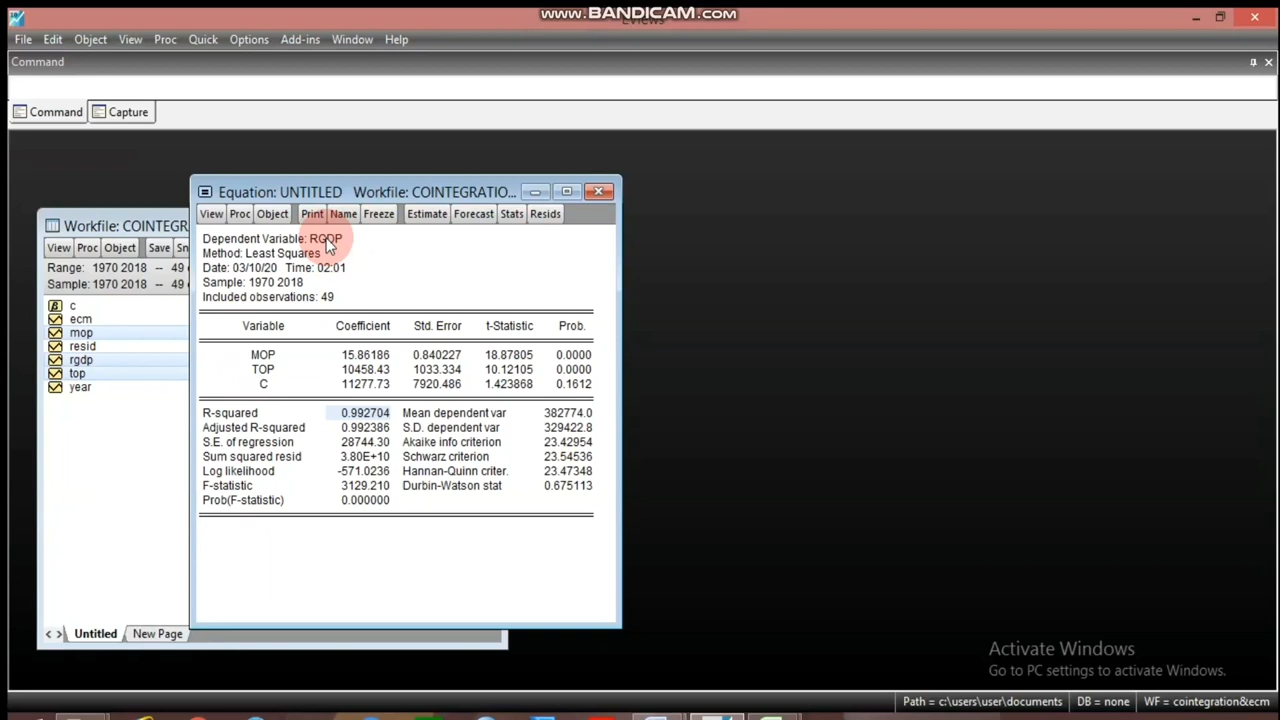 www.BANDICAM.com
EViews
File Edit Object View Proc Quick Options Add-ins Window Help
Command
Command Capture
Equation: UNTITLED Workfile: COINTEGRATIO...
View Proc Object Print Name Freeze Estimate Forecast Stats Resids
Dependent Variable: RGDP
Method: Least Squares
Date: 03/10/20 Time: 02:01
Sample: 1970 2018
Included observations: 49
Variable Coefficient Std. Error t-Statistic Prob.
MOP 15.86186 0.840227 18.87805 0.0000
TOP 10458.43 1033.334 10.12105 0.0000
C 11277.73 7920.486 1.423868 0.1612
R-squared 0.992704 Mean dependent var 382774.0
Adjusted R-squared 0.992386 S.D. dependent var 329422.8
S.E. of regression 28744.30 Akaike info criterion 23.42954
Sum squared resid 3.80E+10 Schwarz criterion 23.54536
Log likelihood -571.0236 Hannan-Quinn criter. 23.47348
F-statistic 3129.210 Durbin-Watson stat 0.675113
Prob(F-statistic) 0.000000
Workfile: COINTEGR
View Proc Object Save Sn
Range: 1970 2018 -- 49
Sample: 1970 2018 -- 49
c
ecm
mop
resid
rgdp
top
year
Untitled New Page
Activate Windows
Go to PC settings to activate Windows.
Path = c:\users\user\documents DB = none WF = cointegration&ecm